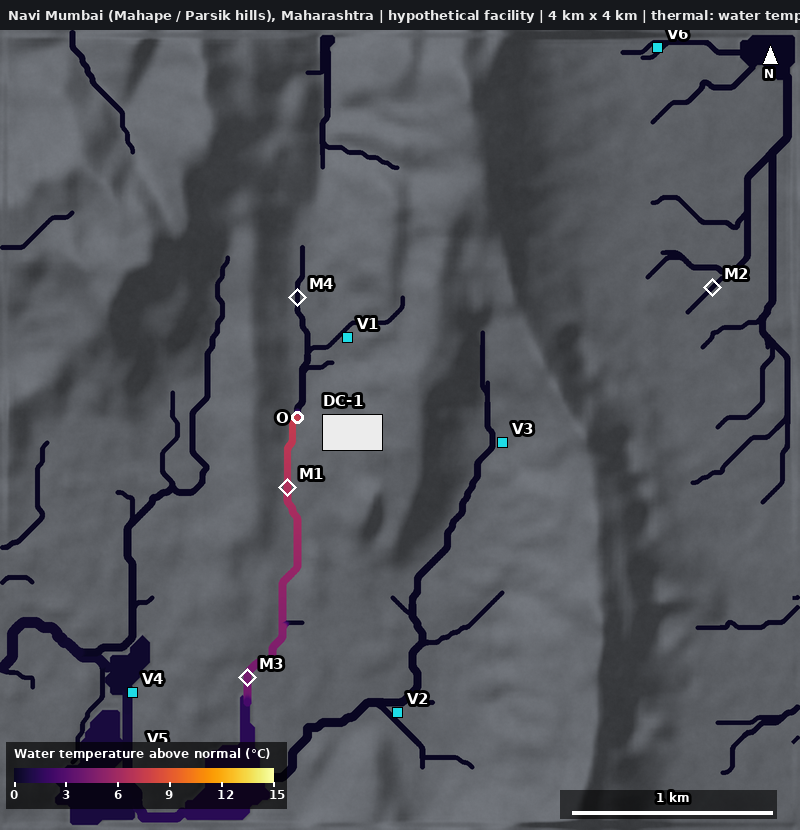 Navi Mumbai (Mahape / Parsik hills), Maharashtra | hypothetical facility | 4 km x 4 km | thermal: water temp
V6
N
M2
M4
V1
DC-1
O
V3
M1
M3
V4
V2
V5
Water temperature above normal (°C)
0 3 6 9 12 15
1 km